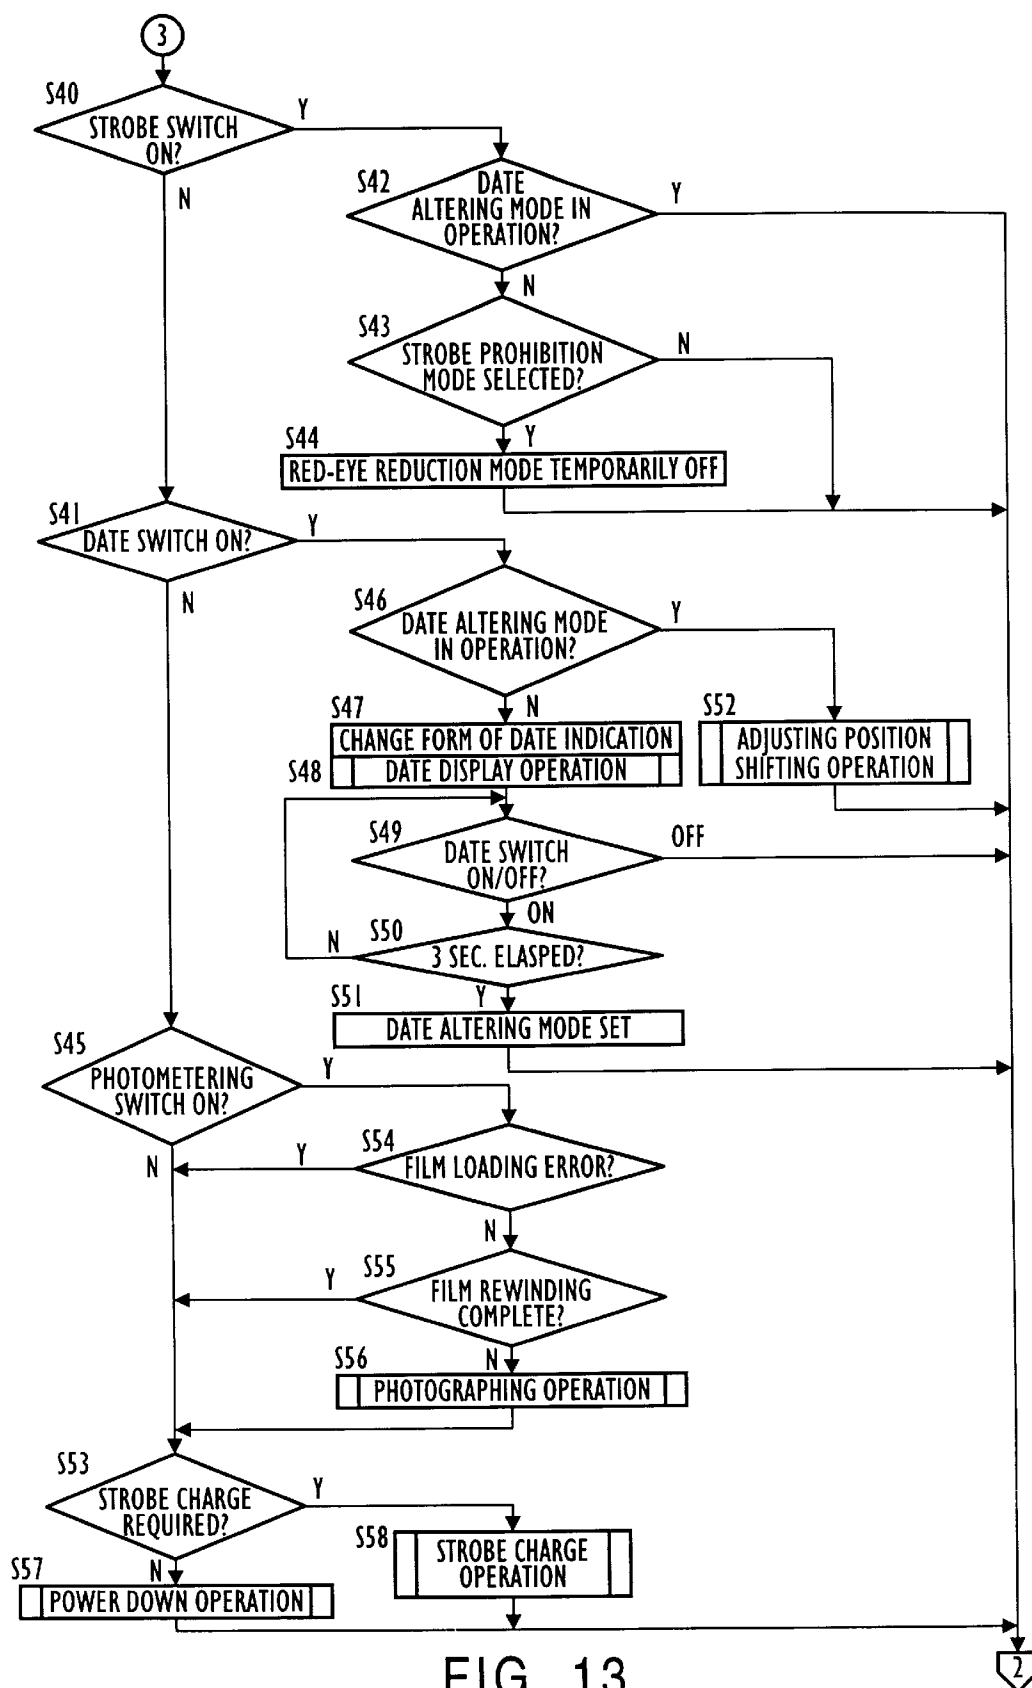 3
S40
STROBE SWITCH
ON?
Y
N
S42
DATE
ALTERING MODE IN
OPERATION?
Y
N
S43
STROBE PROHIBITION
MODE SELECTED?
N
Y
S44
RED-EYE REDUCTION MODE TEMPORARILY OFF
S41
DATE SWITCH ON?
Y
N
S46
DATE ALTERING MODE
IN OPERATION?
Y
N
S47
CHANGE FORM OF DATE INDICATION
S48
DATE DISPLAY OPERATION
S52
ADJUSTING POSITION
SHIFTING OPERATION
S49
DATE SWITCH
ON/OFF?
OFF
ON
S50
3 SEC. ELASPED?
N
Y
S51
DATE ALTERING MODE SET
S45
PHOTOMETERING
SWITCH ON?
Y
N
S54
FILM LOADING ERROR?
Y
N
S55
FILM REWINDING
COMPLETE?
Y
N
S56
PHOTOGRAPHING OPERATION
S53
STROBE CHARGE
REQUIRED?
Y
N
S58
STROBE CHARGE
OPERATION
S57
POWER DOWN OPERATION
2
FIG. 13